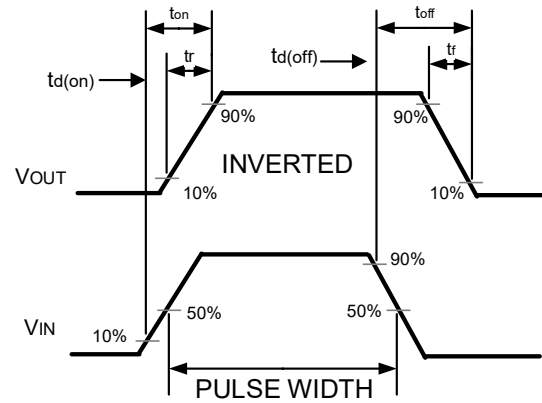 ton
toff
td(on)
tr
td(off)
tf
90%
90%
INVERTED
VOUT
10%
10%
90%
50%
50%
VIN
10%
PULSE WIDTH